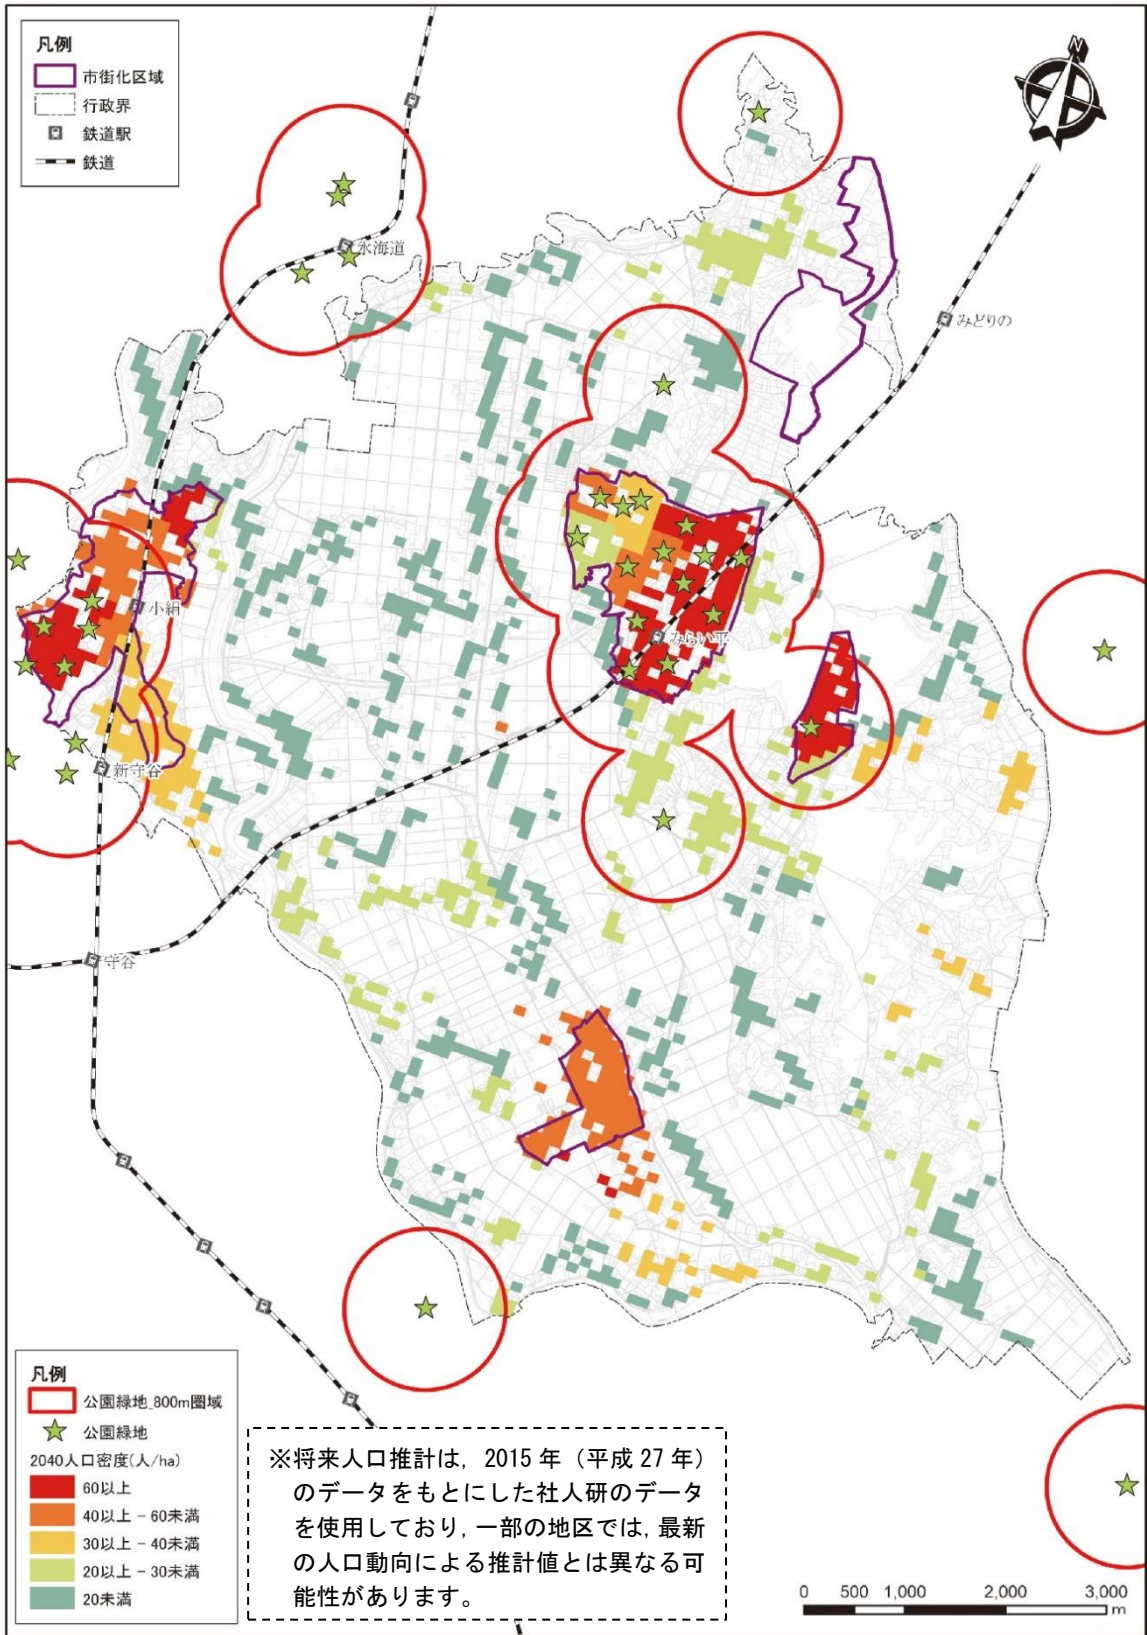 凡例
市街化区域
行政界
鉄道駅
鉄道
N
水海道
みどりの
小絹
みらい平
新守谷
守谷
凡例
公園緑地_800m圏域
公園緑地
2040人口密度(人/ha)
60以上
40以上 − 60未満
30以上 − 40未満
20以上 − 30未満
20未満
※将来人口推計は，2015 年（平成 27 年）
のデータをもとにした社人研のデータ
を使用しており，一部の地区では，最新
の人口動向による推計値とは異なる可
能性があります。
0 500 1,000 2,000 3,000
m